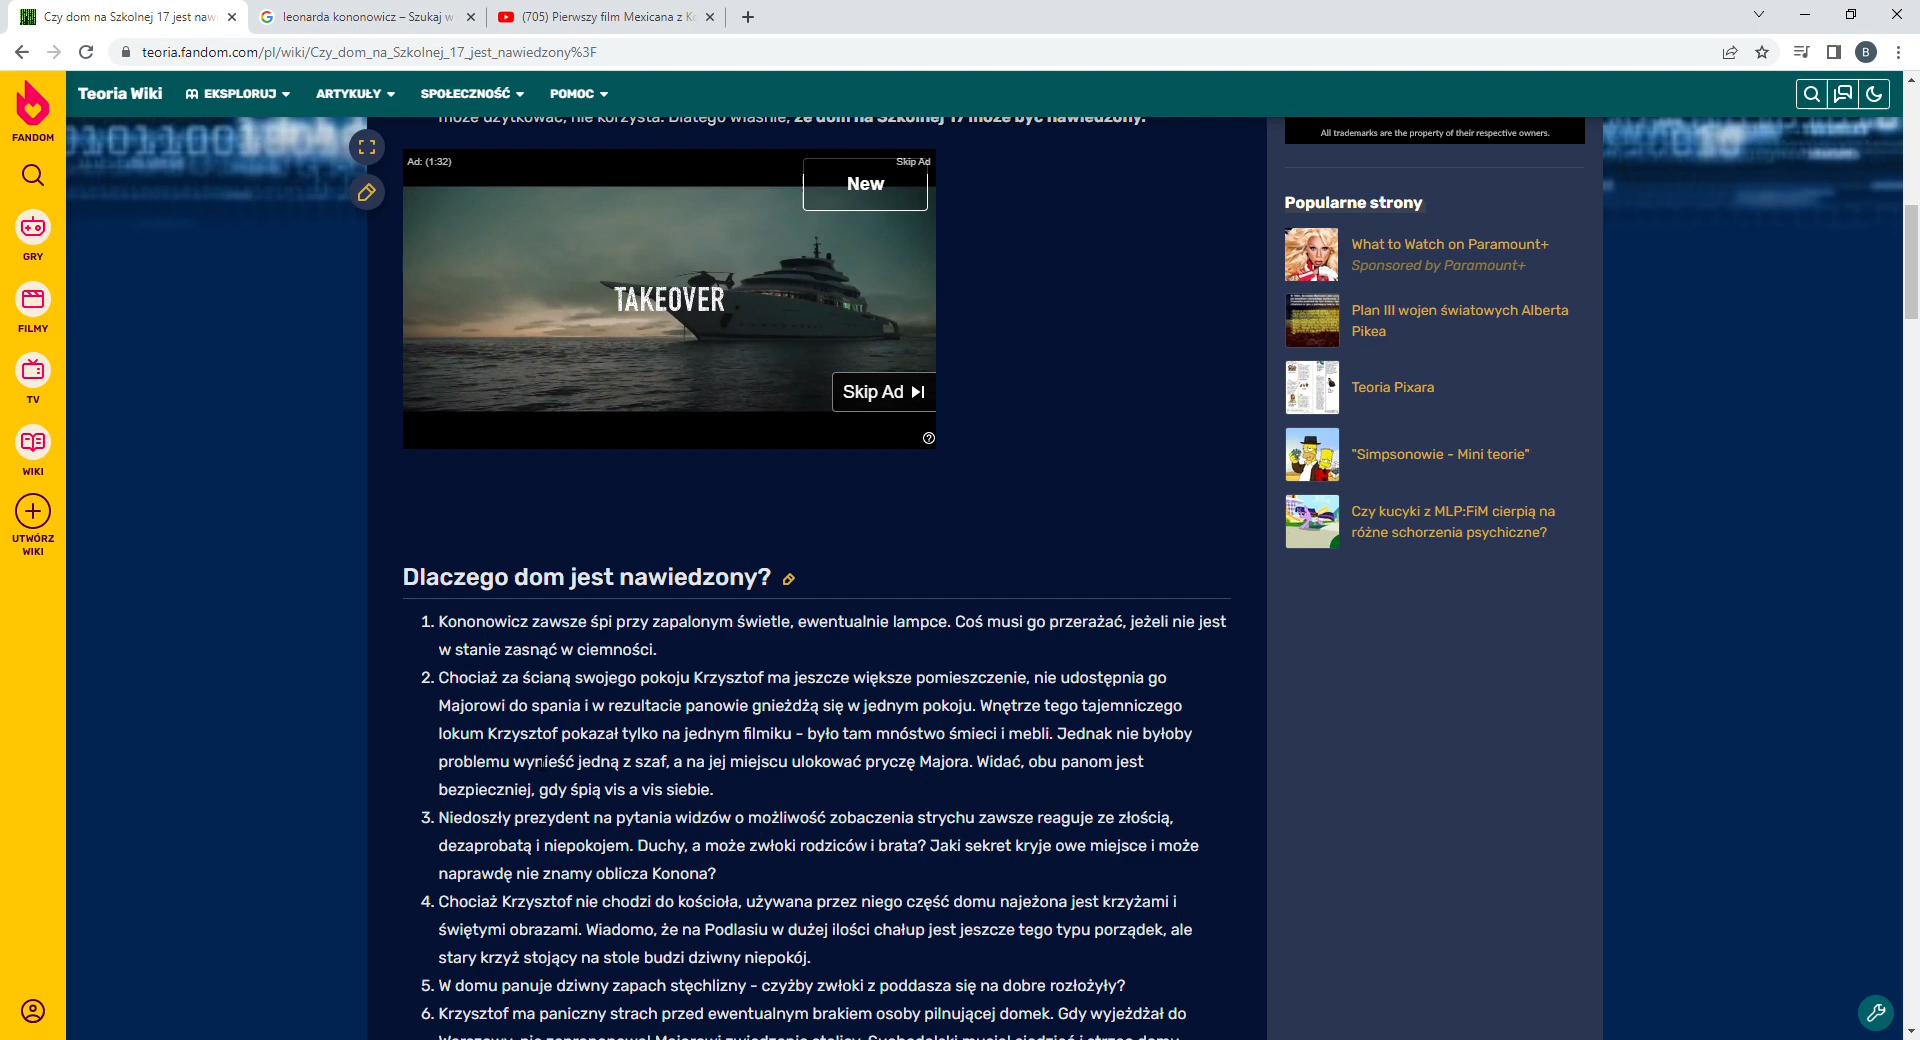 Czy dom na Szkolnej 17 jest naw
leonarda kononowicz – Szukaj w
(705) Pierwszy film Mexicana z K
teoria.fandom.com/pl/wiki/Czy_dom_na_Szkolnej_17_jest_nawiedzony%3F
B
FANDOM
GRY
FILMY
TV
WIKI
UTWÓRZ
WIKI
Teoria Wiki
EKSPLORUJ
ARTYKUŁY
SPOŁECZNOŚĆ
POMOC
może użytkować, nie korzysta. Dlatego właśnie, że dom na Szkolnej 17 może być nawiedzony.
Ad: (1:32)
Skip Ad
New
TAKEOVER
Skip Ad
Dlaczego dom jest nawiedzony?
1. Kononowicz zawsze śpi przy zapalonym świetle, ewentualnie lampce. Coś musi go przerażać, jeżeli nie jest
w stanie zasnąć w ciemności.
2. Chociaż za ścianą swojego pokoju Krzysztof ma jeszcze większe pomieszczenie, nie udostępnia go
Majorowi do spania i w rezultacie panowie gnieżdżą się w jednym pokoju. Wnętrze tego tajemniczego
lokum Krzysztof pokazał tylko na jednym filmiku - było tam mnóstwo śmieci i mebli. Jednak nie byłoby
problemu wynieść jedną z szaf, a na jej miejscu ulokować pryczę Majora. Widać, obu panom jest
bezpieczniej, gdy śpią vis a vis siebie.
3. Niedoszły prezydent na pytania widzów o możliwość zobaczenia strychu zawsze reaguje ze złością,
dezaprobatą i niepokojem. Duchy, a może zwłoki rodziców i brata? Jaki sekret kryje owe miejsce i może
naprawdę nie znamy oblicza Konona?
4. Chociaż Krzysztof nie chodzi do kościoła, używana przez niego część domu najeżona jest krzyżami i
świętymi obrazami. Wiadomo, że na Podlasiu w dużej ilości chałup jest jeszcze tego typu porządek, ale
stary krzyż stojący na stole budzi dziwny niepokój.
5. W domu panuje dziwny zapach stęchlizny - czyżby zwłoki z poddasza się na dobre rozłożyły?
6. Krzysztof ma paniczny strach przed ewentualnym brakiem osoby pilnującej domek. Gdy wyjeżdżał do
All trademarks are the property of their respective owners.
Popularne strony
What to Watch on Paramount+
Sponsored by Paramount+
Plan III wojen światowych Alberta
Pikea
Teoria Pixara
"Simpsonowie - Mini teorie"
Czy kucyki z MLP:FiM cierpią na
różne schorzenia psychiczne?